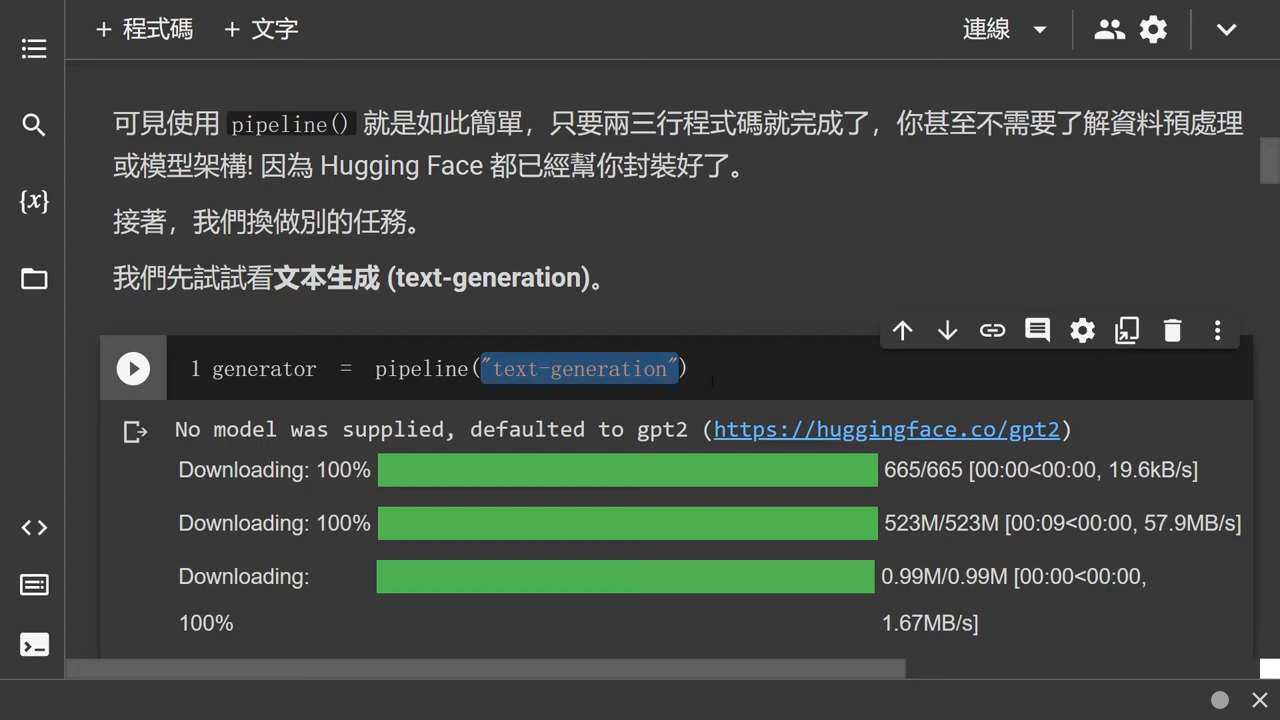 + 程式碼 + 文字 連線
可見使用 pipeline() 就是如此簡單，只要兩三行程式碼就完成了，你甚至不需要了解資料預處理
或模型架構! 因為 Hugging Face 都已經幫你封裝好了。
接著，我們換做別的任務。
我們先試試看文本生成 (text-generation)。
1 generator = pipeline("text-generation")
No model was supplied, defaulted to gpt2 (https://huggingface.co/gpt2)
Downloading: 100% 665/665 [00:00<00:00, 19.6kB/s]
Downloading: 100% 523M/523M [00:09<00:00, 57.9MB/s]
Downloading: 0.99M/0.99M [00:00<00:00,
100% 1.67MB/s]